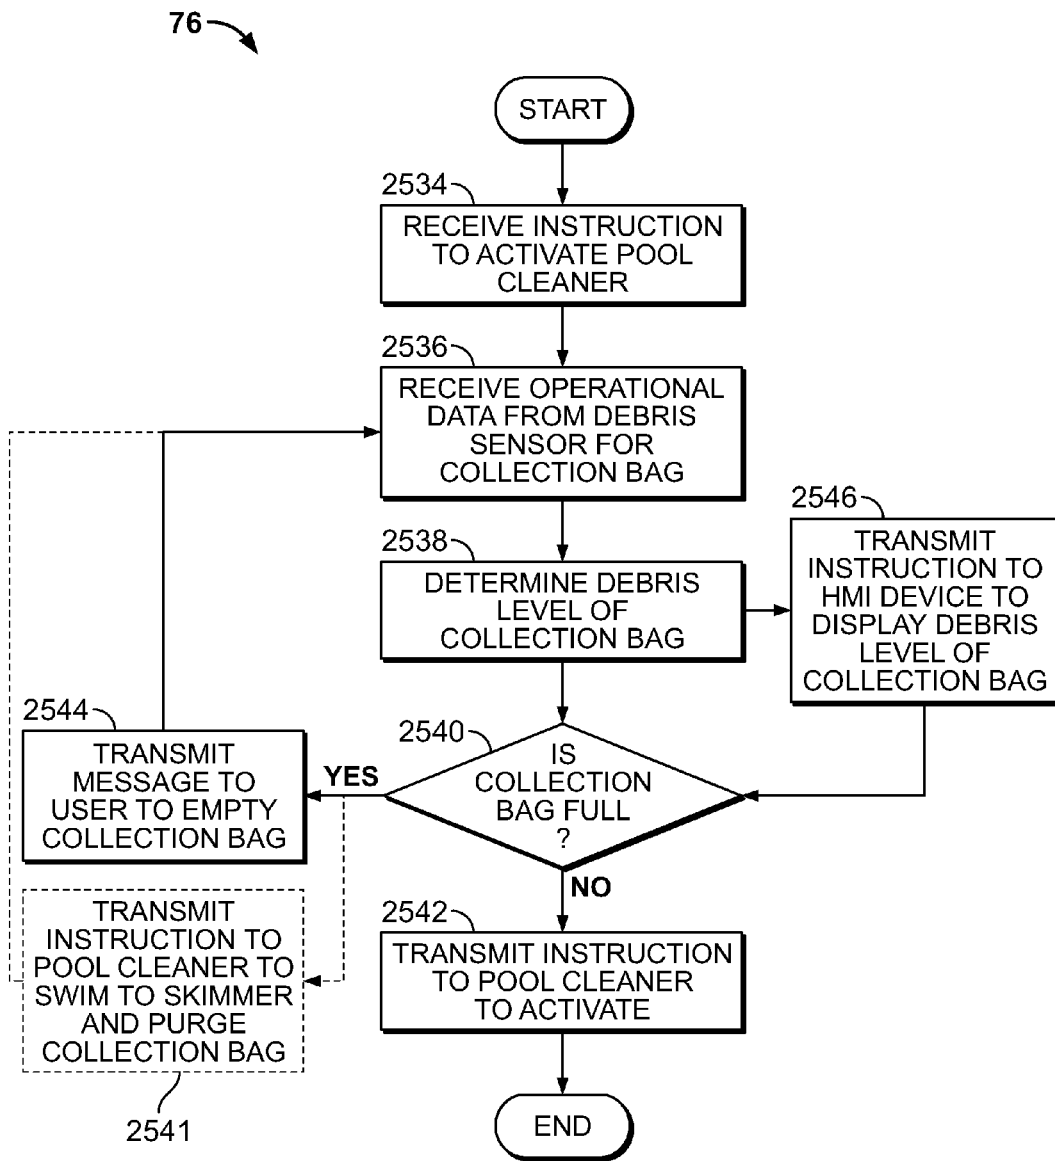 76
START
2534
RECEIVE INSTRUCTION
TO ACTIVATE POOL
CLEANER
2536
RECEIVE OPERATIONAL
DATA FROM DEBRIS
SENSOR FOR
COLLECTION BAG
2538
DETERMINE DEBRIS
LEVEL OF
COLLECTION BAG
2546
TRANSMIT
INSTRUCTION TO
HMI DEVICE TO
DISPLAY DEBRIS
LEVEL OF
COLLECTION BAG
2540
IS
COLLECTION
BAG FULL
?
YES
2544
TRANSMIT
MESSAGE TO
USER TO EMPTY
COLLECTION BAG
TRANSMIT
INSTRUCTION TO
POOL CLEANER TO
SWIM TO SKIMMER
AND PURGE
COLLECTION BAG
2541
NO
2542
TRANSMIT INSTRUCTION
TO POOL CLEANER
TO ACTIVATE
END